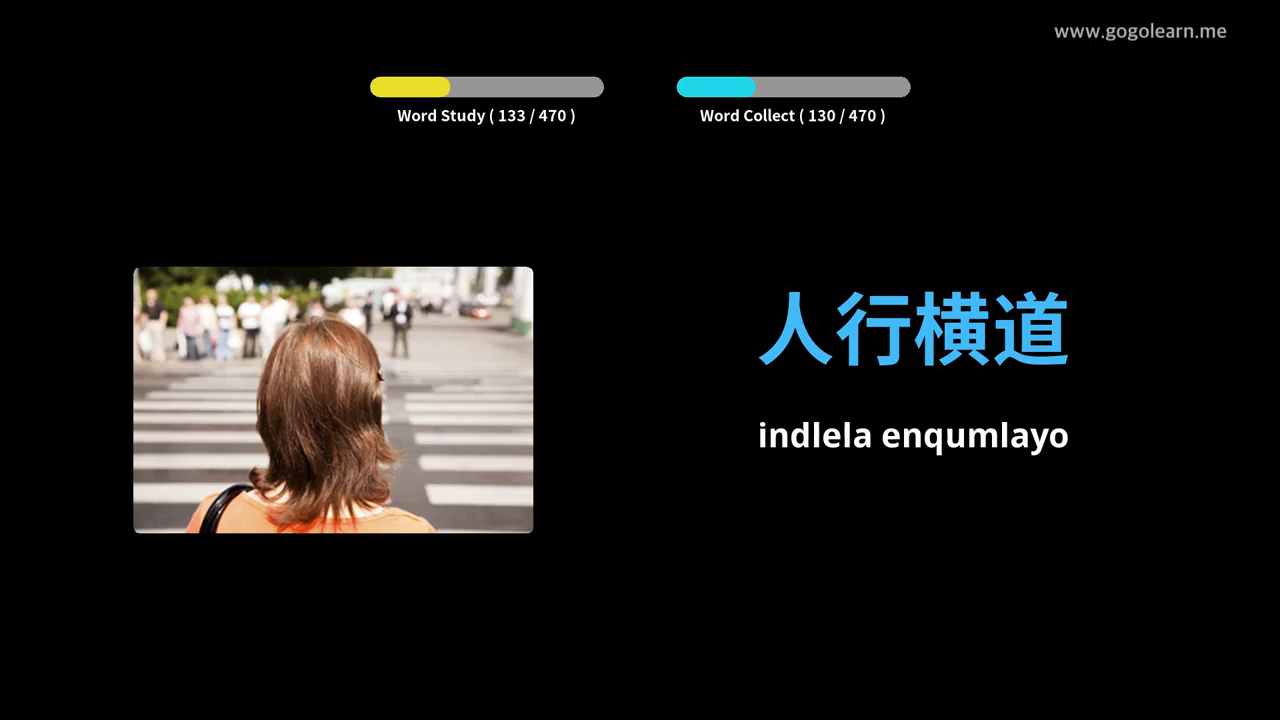 www.gogolearn.me
Word Study ( 133 / 470 )
Word Collect ( 130 / 470 )
人行横道
indlela enqumlayo